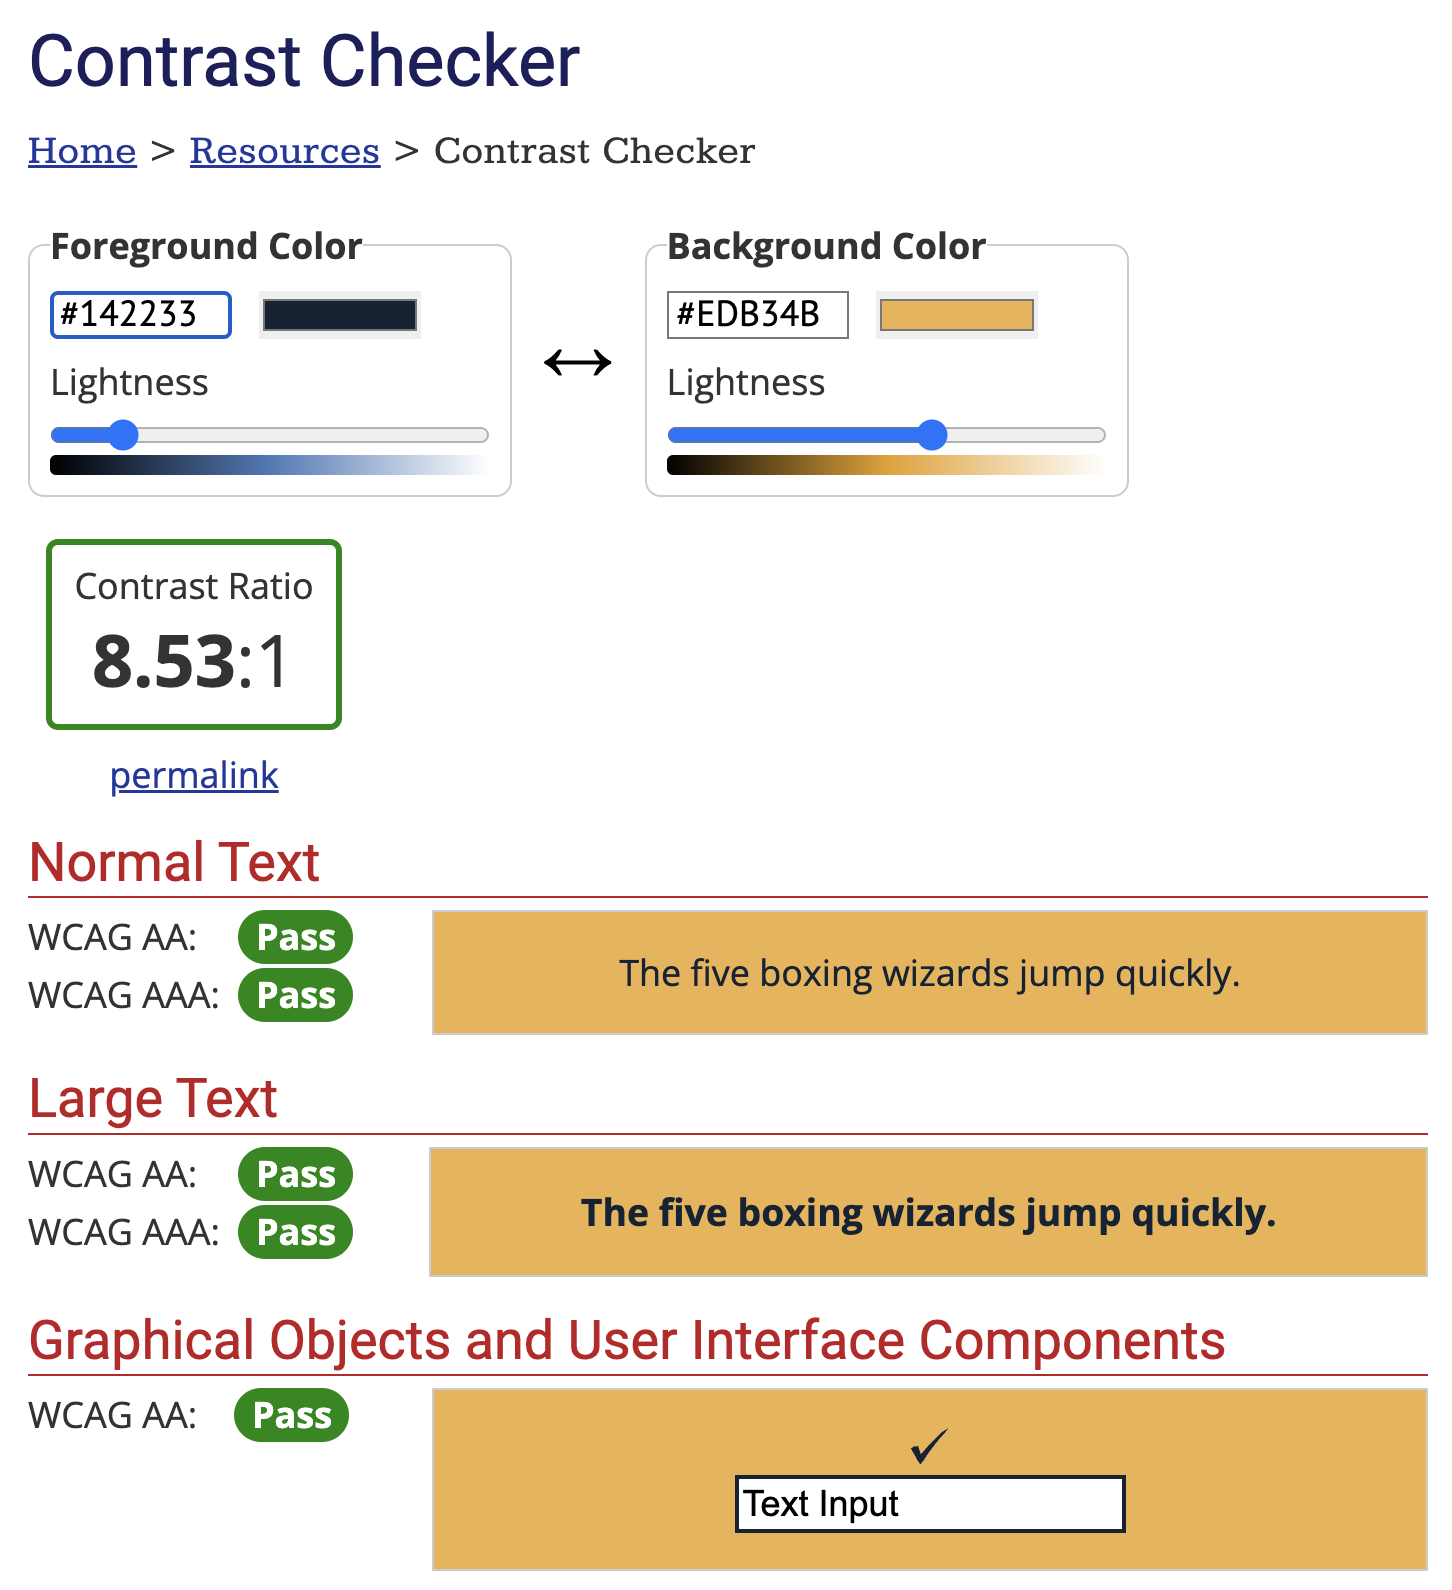 Contrast Checker
Home > Resources > Contrast Checker
Foreground Color
#142233
Lightness
↔
Background Color
#EDB34B
Lightness
Contrast Ratio
8.53:1
permalink
Normal Text
WCAG AA: Pass
WCAG AAA: Pass
The five boxing wizards jump quickly.
Large Text
WCAG AA: Pass
WCAG AAA: Pass
The five boxing wizards jump quickly.
Graphical Objects and User Interface Components
WCAG AA: Pass
✓
Text Input